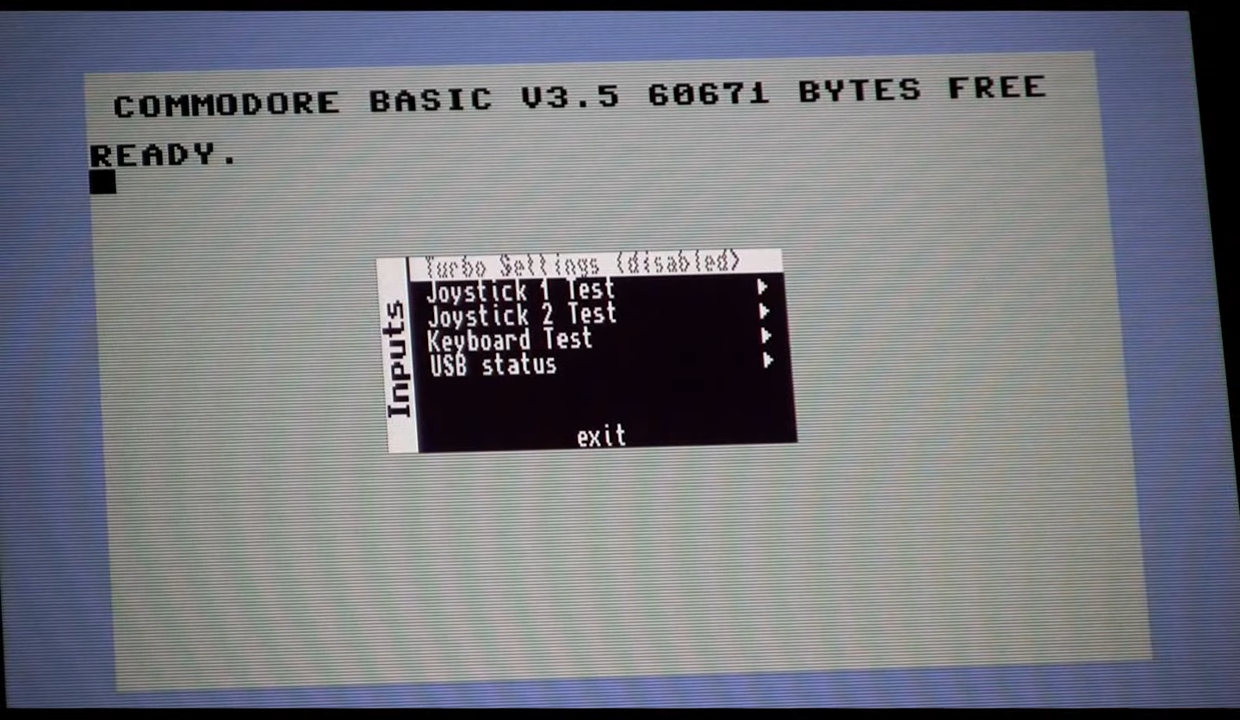 COMMODORE BASIC V3.5 60671 BYTES FREE
READY.
Inputs
Turbo Settings (disabled)
Joystick 1 Test
Joystick 2 Test
Keyboard Test
USB status
exit